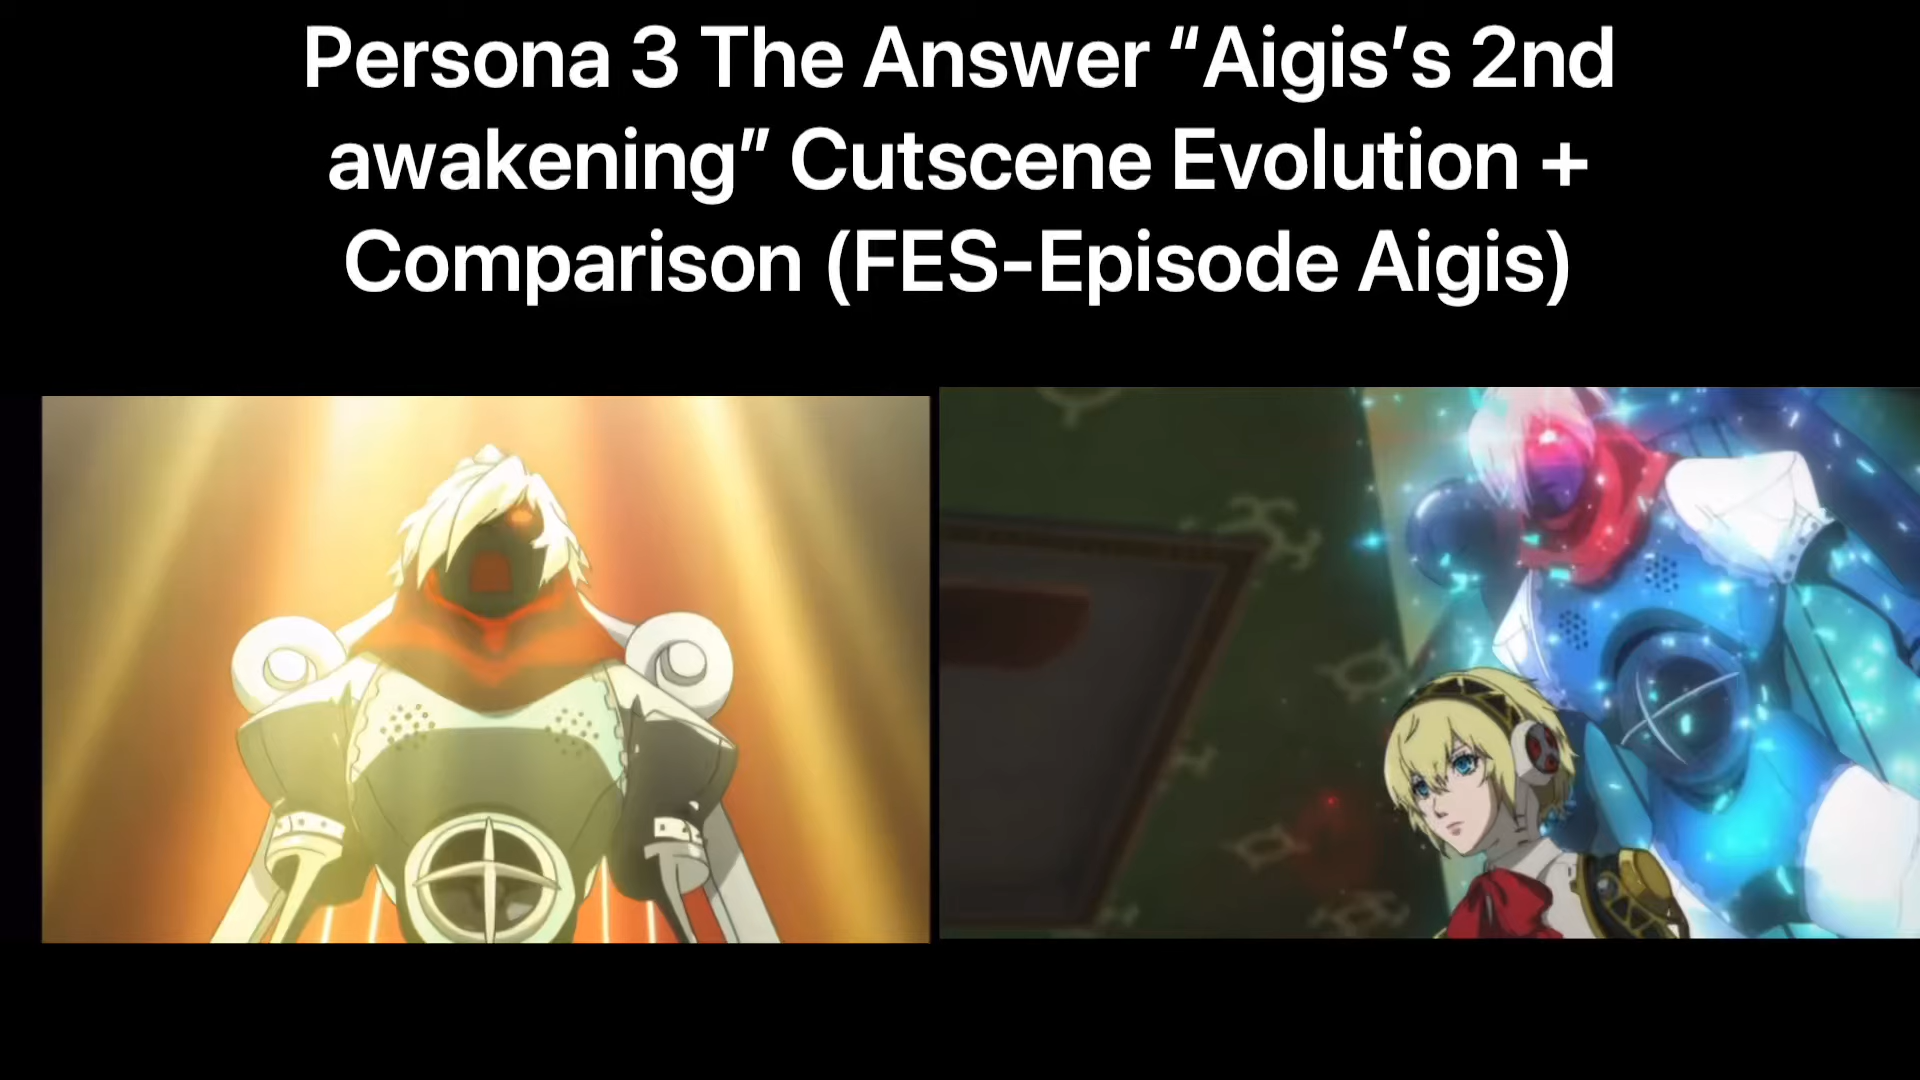 Persona 3 The Answer “Aigis’s 2nd
awakening” Cutscene Evolution +
Comparison (FES-Episode Aigis)